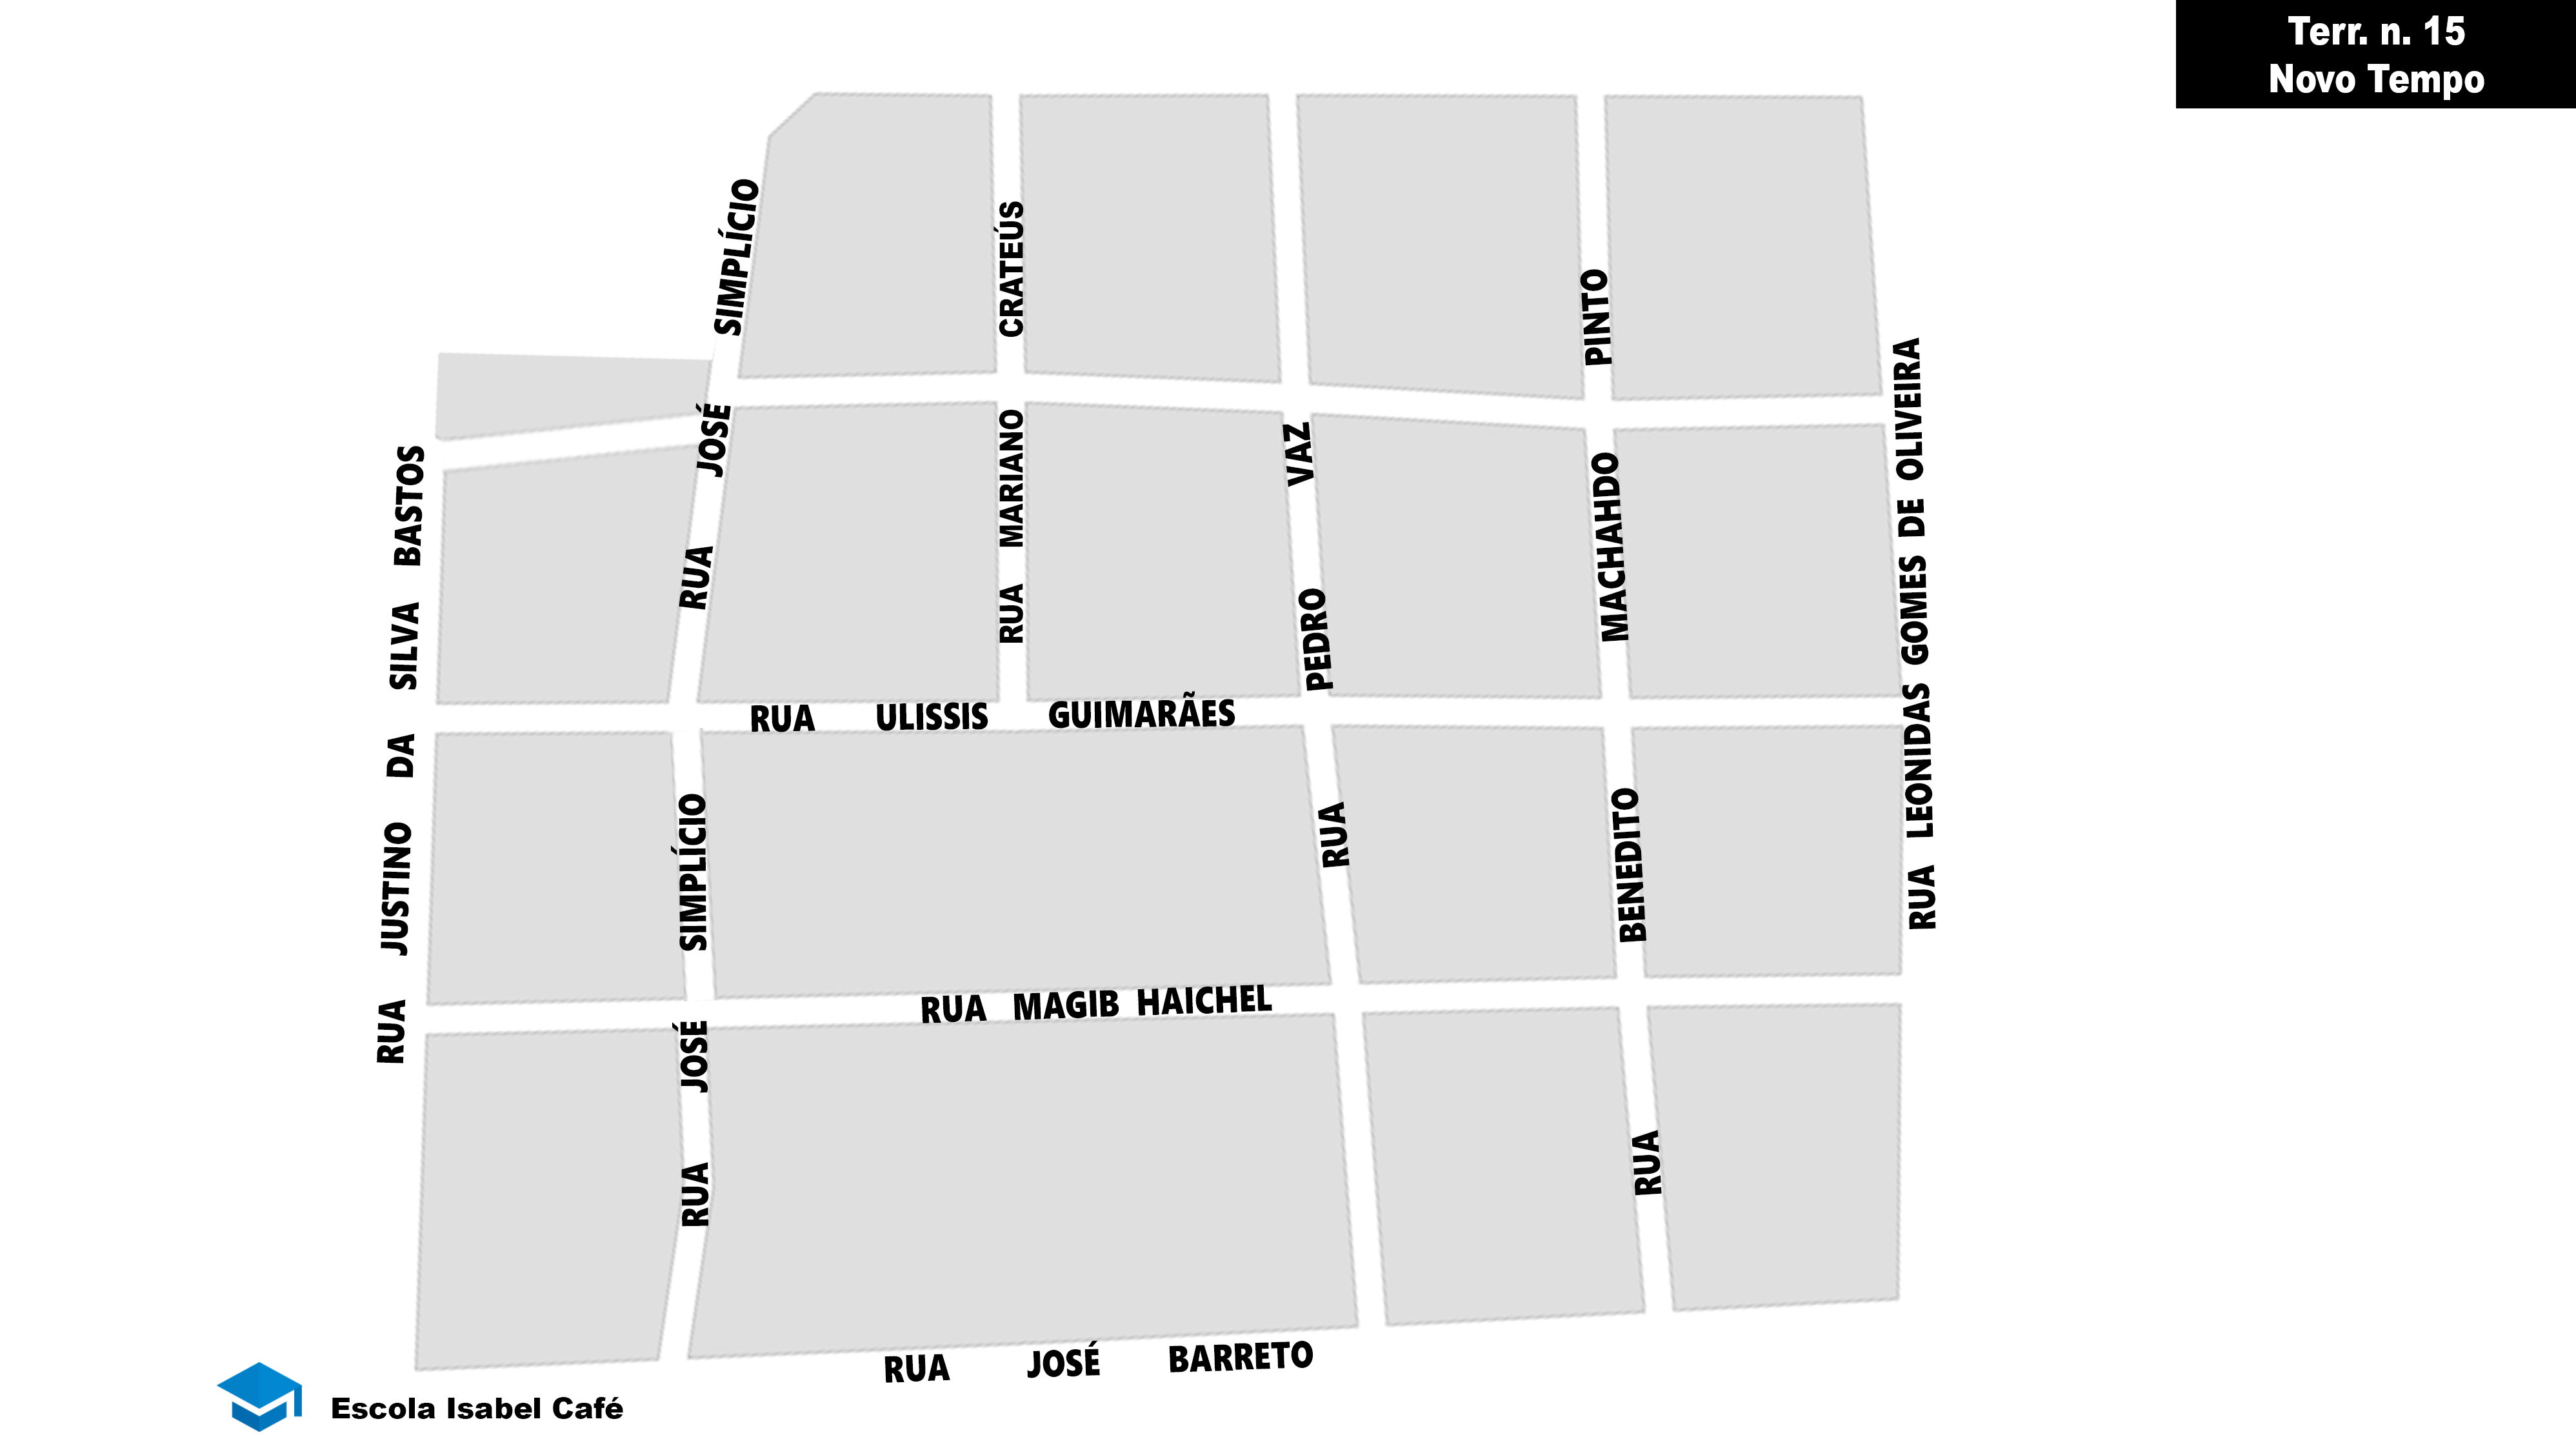 Terr. n. 15
Novo Tempo
RUA JOSÉ SIMPLÍCIO
RUA MARIANO CRATEÚS
RUA PEDRO VAZ
RUA BENEDITO MACHAHDO PINTO
RUA LEONIDAS GOMES DE OLIVEIRA
RUA JUSTINO DA SILVA BASTOS
RUA ULISSIS GUIMARÃES
RUA JOSÉ SIMPLÍCIO
RUA MAGIB HAICHEL
RUA JOSÉ BARRETO
Escola Isabel Café